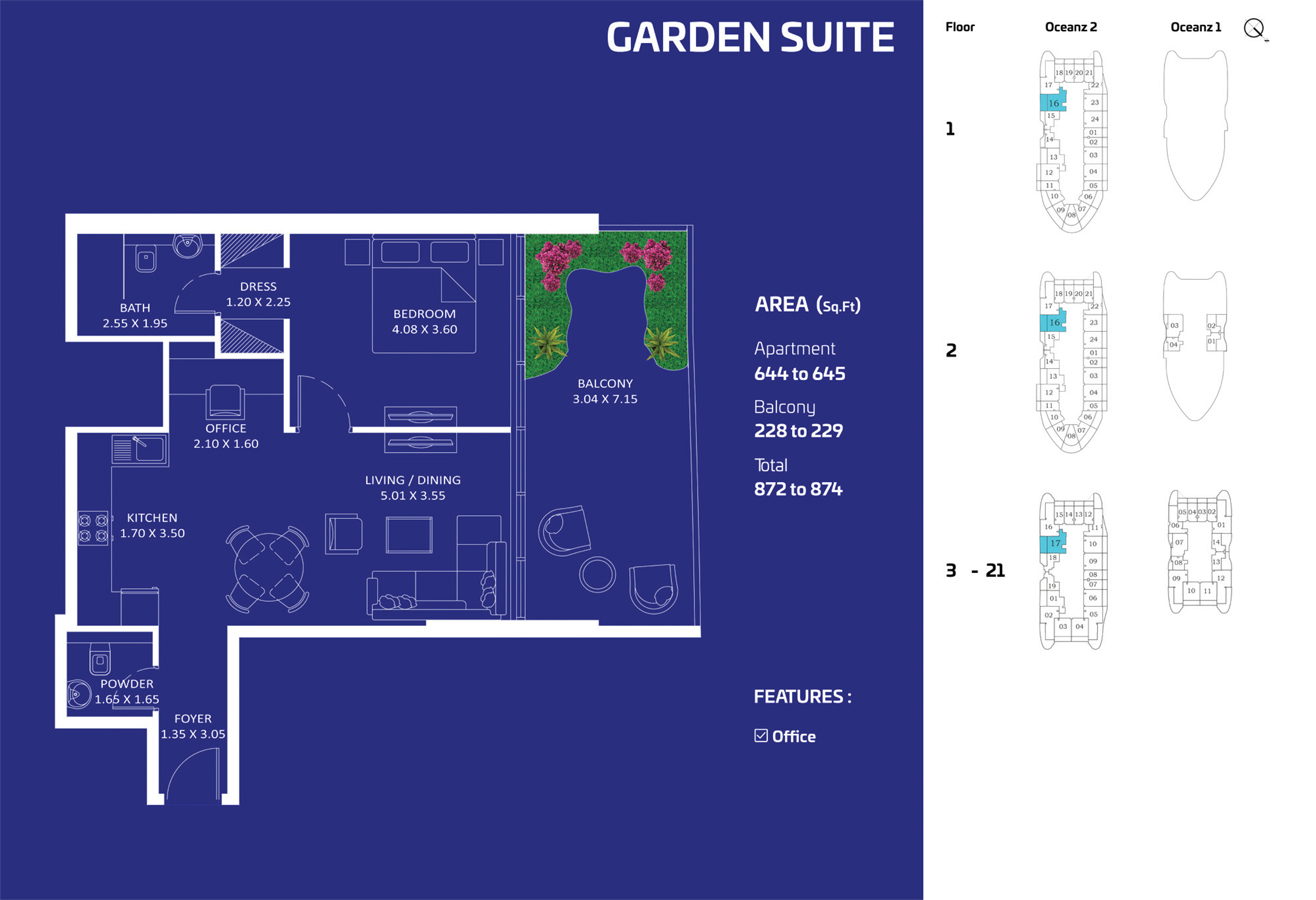 GARDEN SUITE
BATH
2.55 X 1.95
DRESS
1.20 X 2.25
BEDROOM
4.08 X 3.60
BALCONY
3.04 X 7.15
OFFICE
2.10 X 1.60
LIVING / DINING
5.01 X 3.55
KITCHEN
1.70 X 3.50
POWDER
1.65 X 1.65
FOYER
1.35 X 3.05
AREA (Sq.Ft)
Apartment
644 to 645
Balcony
228 to 229
Total
872 to 874
FEATURES :
Office
Floor
Oceanz 2
Oceanz 1
1
18 19 20 21
17
22
16
23
15
24
01
14
02
13
03
12
04
11
05
10
06
09
07
08
2
18 19 20 21
17
22
16
23
15
24
01
14
02
13
03
12
04
11
05
10
06
09
07
08
03
02
04
01
3 - 21
15 14 13 12
16
11
17
10
18
09
08
19
07
01
06
02
05
03
04
05 04 03 02
06
01
07
14
08
13
09
12
10
11